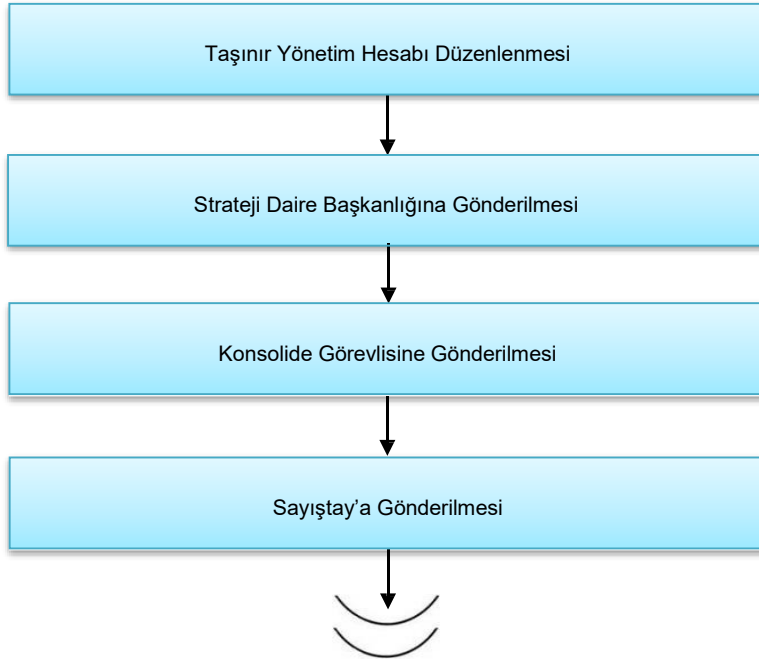 Taşınır Yönetim Hesabı Düzenlenmesi
Strateji Daire Başkanlığına Gönderilmesi
Konsolide Görevlisine Gönderilmesi
Sayıştay’a Gönderilmesi